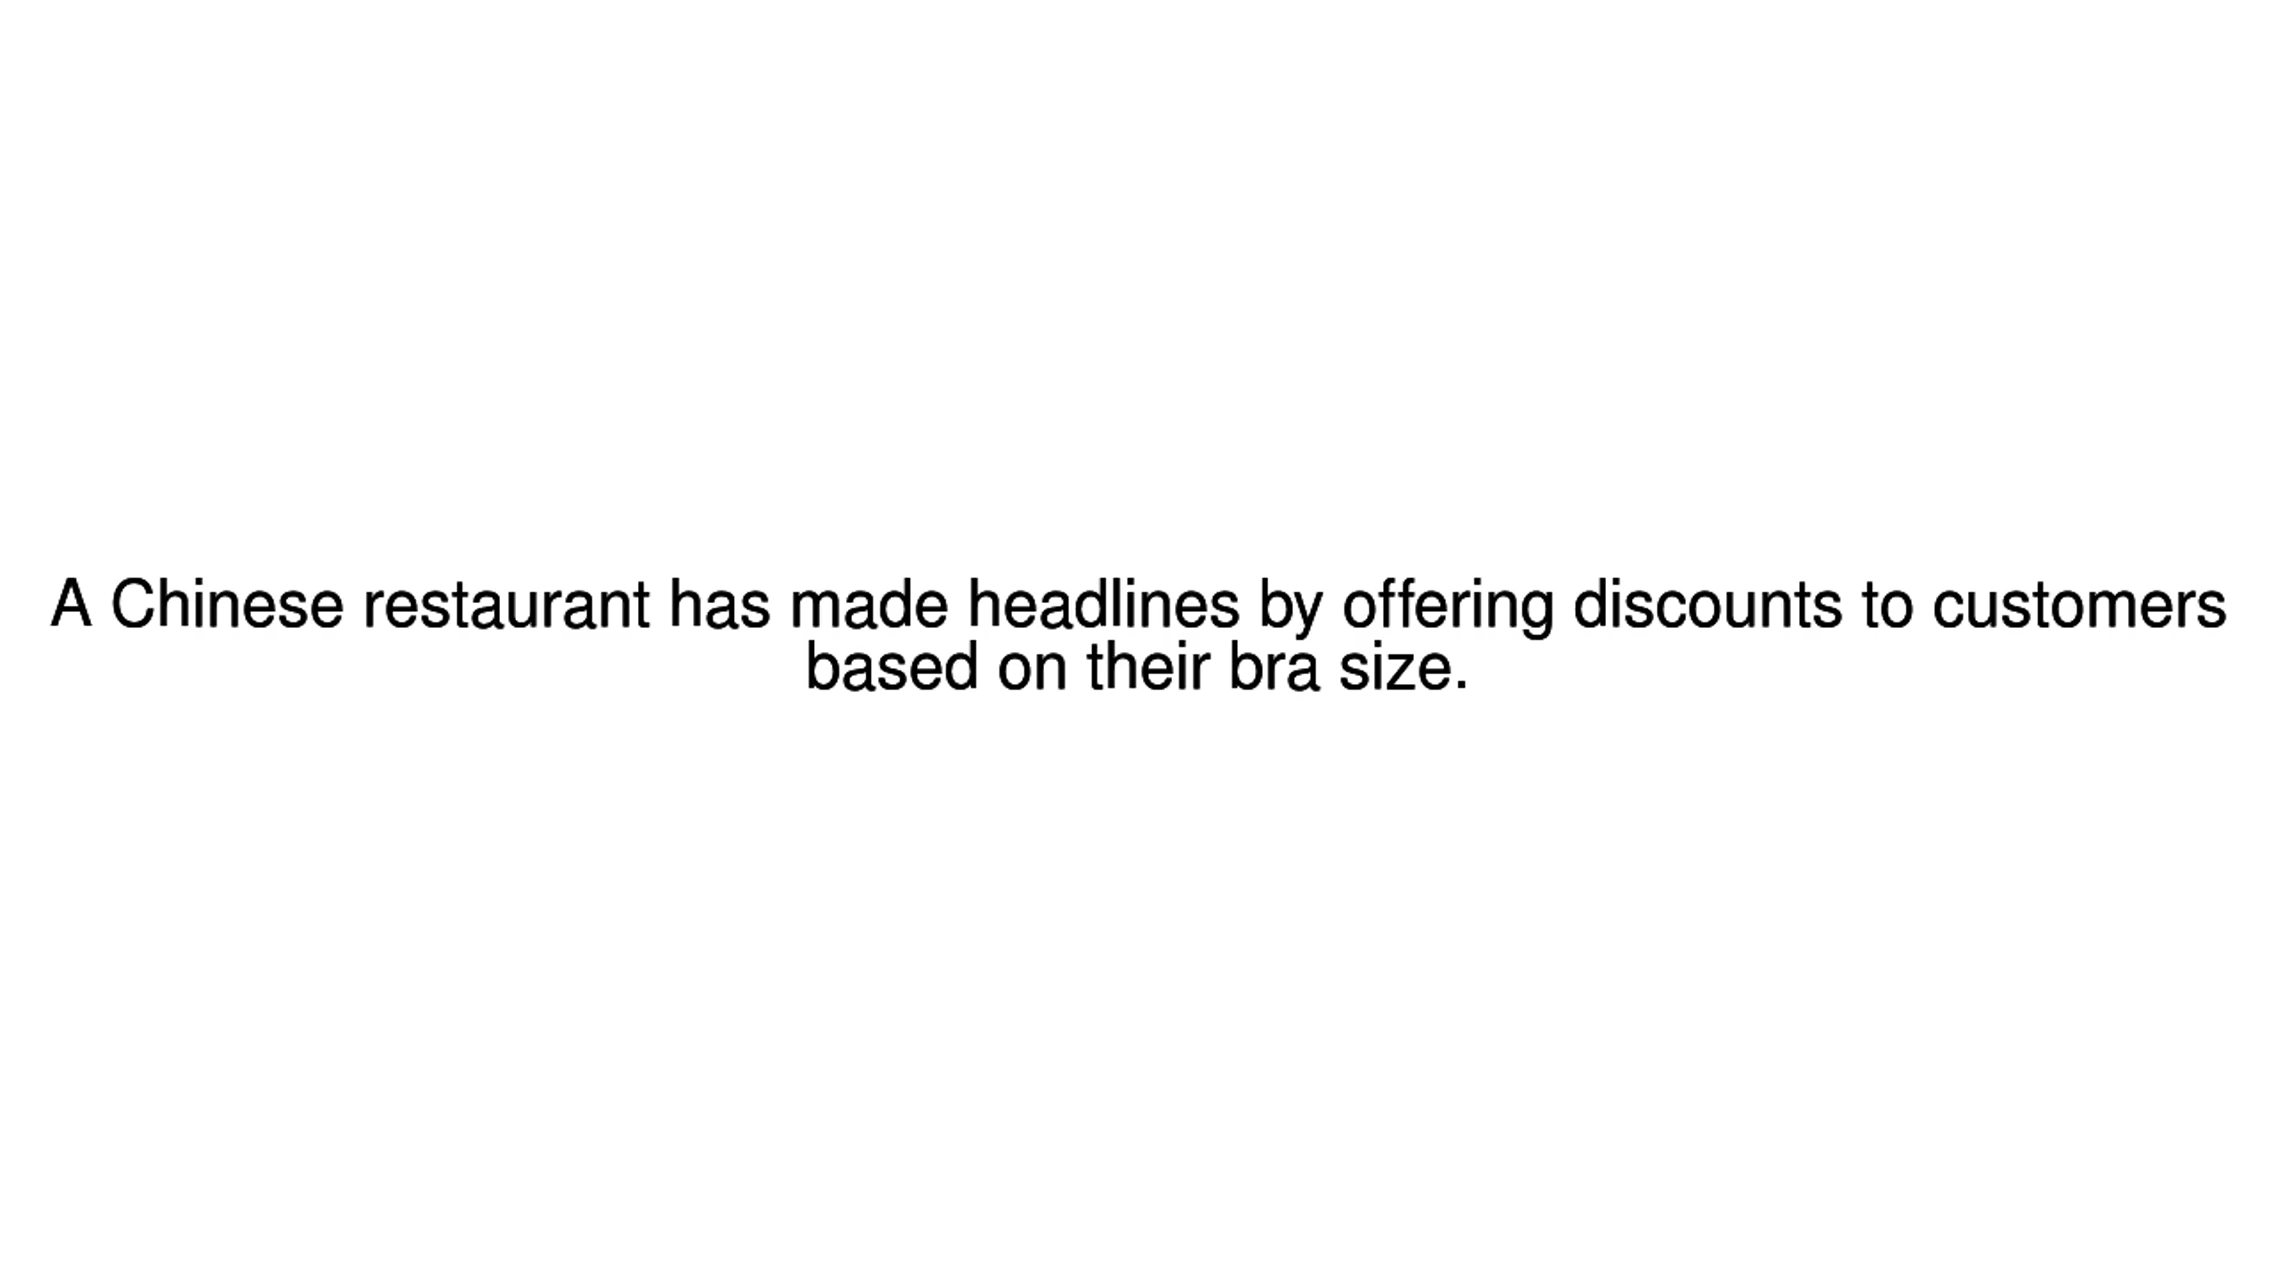 A Chinese restaurant has made headlines by offering discounts to customers
based on their bra size.